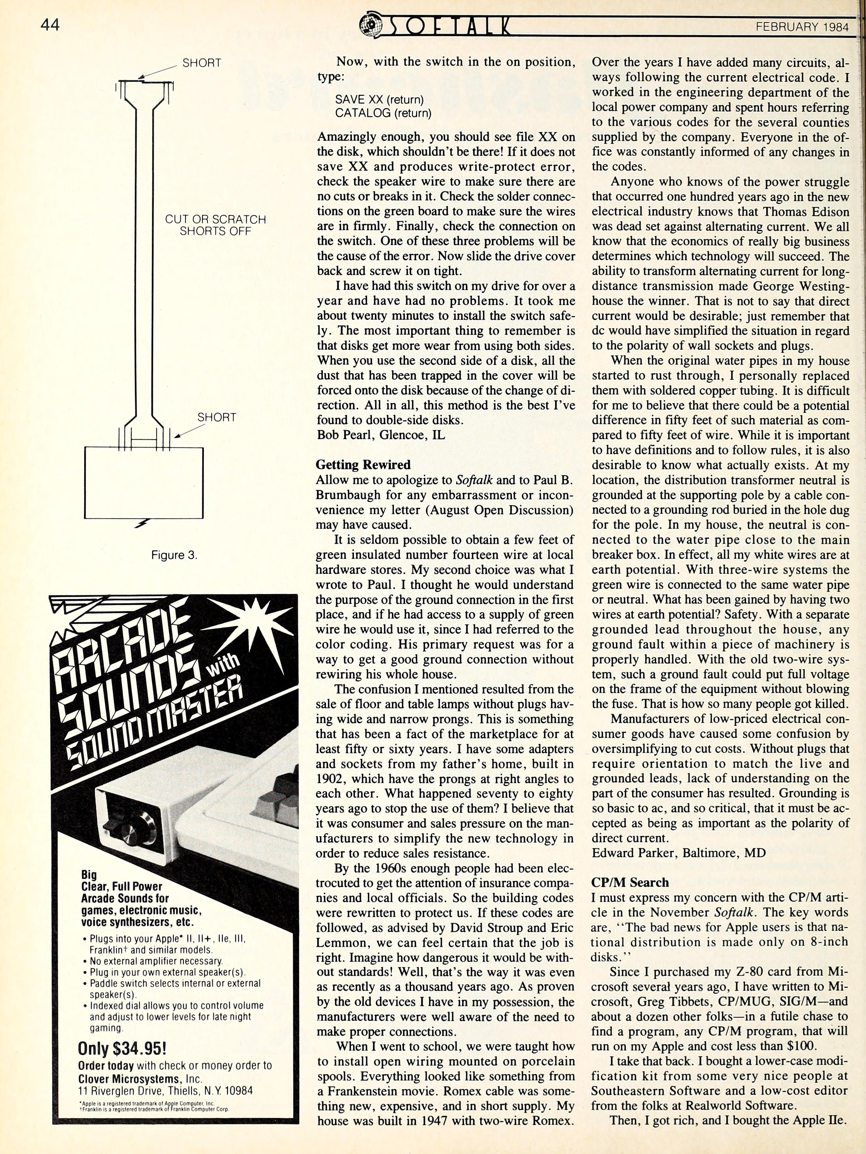 44
SOFTALK
FEBRUARY 1984
SHORT
CUT OR SCRATCH
SHORTS OFF
SHORT
Figure 3.
ARCADE
SOUNDS with
SOUND MASTER
Big
Clear, Full Power
Arcade Sounds for
games, electronic music,
voice synthesizers, etc.
• Plugs into your Apple* II, II+, IIe, III,
Franklin† and similar models.
• No external amplifier necessary.
• Plug in your own external speaker(s).
• Paddle switch selects internal or external
speaker(s).
• Indexed dial allows you to control volume
and adjust to lower levels for late night
gaming.
Only $34.95!
Order today with check or money order to
Clover Microsystems, Inc.
11 Riverglen Drive, Thiells, N.Y. 10984
*Apple is a registered trademark of Apple Computer, Inc.
†Franklin is a registered trademark of Franklin Computer Corp
Now, with the switch in the on position,
type:
SAVE XX (return)
CATALOG (return)
Amazingly enough, you should see file XX on
the disk, which shouldn't be there! If it does not
save XX and produces write-protect error,
check the speaker wire to make sure there are
no cuts or breaks in it. Check the solder connec-
tions on the green board to make sure the wires
are in firmly. Finally, check the connection on
the switch. One of these three problems will be
the cause of the error. Now slide the drive cover
back and screw it on tight.
I have had this switch on my drive for over a
year and have had no problems. It took me
about twenty minutes to install the switch safe-
ly. The most important thing to remember is
that disks get more wear from using both sides.
When you use the second side of a disk, all the
dust that has been trapped in the cover will be
forced onto the disk because of the change of di-
rection. All in all, this method is the best I've
found to double-side disks.
Bob Pearl, Glencoe, IL
Getting Rewired
Allow me to apologize to Softalk and to Paul B.
Brumbaugh for any embarrassment or incon-
venience my letter (August Open Discussion)
may have caused.
It is seldom possible to obtain a few feet of
green insulated number fourteen wire at local
hardware stores. My second choice was what I
wrote to Paul. I thought he would understand
the purpose of the ground connection in the first
place, and if he had access to a supply of green
wire he would use it, since I had referred to the
color coding. His primary request was for a
way to get a good ground connection without
rewiring his whole house.
The confusion I mentioned resulted from the
sale of floor and table lamps without plugs hav-
ing wide and narrow prongs. This is something
that has been a fact of the marketplace for at
least fifty or sixty years. I have some adapters
and sockets from my father's home, built in
1902, which have the prongs at right angles to
each other. What happened seventy to eighty
years ago to stop the use of them? I believe that
it was consumer and sales pressure on the man-
ufacturers to simplify the new technology in
order to reduce sales resistance.
By the 1960s enough people had been elec-
trocuted to get the attention of insurance compa-
nies and local officials. So the building codes
were rewritten to protect us. If these codes are
followed, as advised by David Stroup and Eric
Lemmon, we can feel certain that the job is
right. Imagine how dangerous it would be with-
out standards! Well, that's the way it was even
as recently as a thousand years ago. As proven
by the old devices I have in my possession, the
manufacturers were well aware of the need to
make proper connections.
When I went to school, we were taught how
to install open wiring mounted on porcelain
spools. Everything looked like something from
a Frankenstein movie. Romex cable was some-
thing new, expensive, and in short supply. My
house was built in 1947 with two-wire Romex.
Over the years I have added many circuits, al-
ways following the current electrical code. I
worked in the engineering department of the
local power company and spent hours referring
to the various codes for the several counties
supplied by the company. Everyone in the of-
fice was constantly informed of any changes in
the codes.
Anyone who knows of the power struggle
that occurred one hundred years ago in the new
electrical industry knows that Thomas Edison
was dead set against alternating current. We all
know that the economics of really big business
determines which technology will succeed. The
ability to transform alternating current for long-
distance transmission made George Westing-
house the winner. That is not to say that direct
current would be desirable; just remember that
dc would have simplified the situation in regard
to the polarity of wall sockets and plugs.
When the original water pipes in my house
started to rust through, I personally replaced
them with soldered copper tubing. It is difficult
for me to believe that there could be a potential
difference in fifty feet of such material as com-
pared to fifty feet of wire. While it is important
to have definitions and to follow rules, it is also
desirable to know what actually exists. At my
location, the distribution transformer neutral is
grounded at the supporting pole by a cable con-
nected to a grounding rod buried in the hole dug
for the pole. In my house, the neutral is con-
nected to the water pipe close to the main
breaker box. In effect, all my white wires are at
earth potential. With three-wire systems the
green wire is connected to the same water pipe
or neutral. What has been gained by having two
wires at earth potential? Safety. With a separate
grounded lead throughout the house, any
ground fault within a piece of machinery is
properly handled. With the old two-wire sys-
tem, such a ground fault could put full voltage
on the frame of the equipment without blowing
the fuse. That is how so many people got killed.
Manufacturers of low-priced electrical con-
sumer goods have caused some confusion by
oversimplifying to cut costs. Without plugs that
require orientation to match the live and
grounded leads, lack of understanding on the
part of the consumer has resulted. Grounding is
so basic to ac, and so critical, that it must be ac-
cepted as being as important as the polarity of
direct current.
Edward Parker, Baltimore, MD
CP/M Search
I must express my concern with the CP/M arti-
cle in the November Softalk. The key words
are, "The bad news for Apple users is that na-
tional distribution is made only on 8-inch
disks."
Since I purchased my Z-80 card from Mi-
crosoft several years ago, I have written to Mi-
crosoft, Greg Tibbets, CP/MUG, SIG/M—and
about a dozen other folks—in a futile chase to
find a program, any CP/M program, that will
run on my Apple and cost less than $100.
I take that back. I bought a lower-case modi-
fication kit from some very nice people at
Southeastern Software and a low-cost editor
from the folks at Realworld Software.
Then, I got rich, and I bought the Apple IIe.